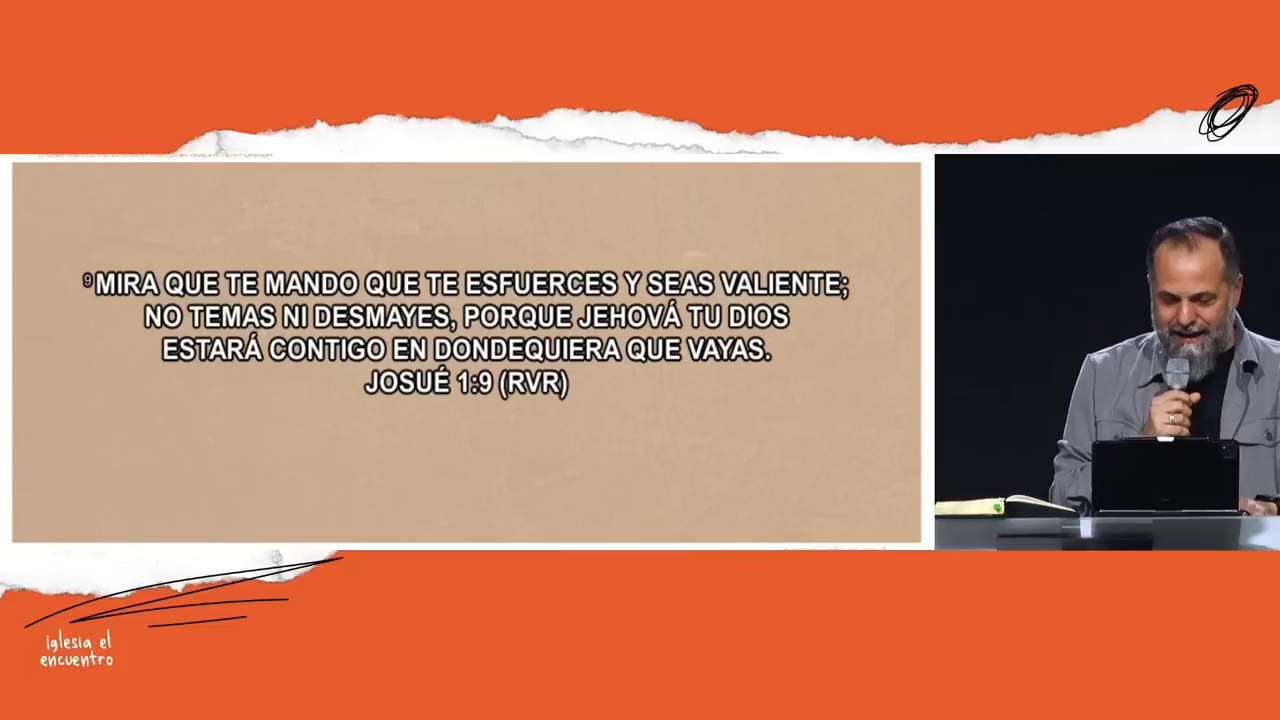 ⁹MIRA QUE TE MANDO QUE TE ESFUERCES Y SEAS VALIENTE;
NO TEMAS NI DESMAYES, PORQUE JEHOVÁ TU DIOS
ESTARÁ CONTIGO EN DONDEQUIERA QUE VAYAS.
JOSUÉ 1:9 (RVR)
Iglesia el
encuentro